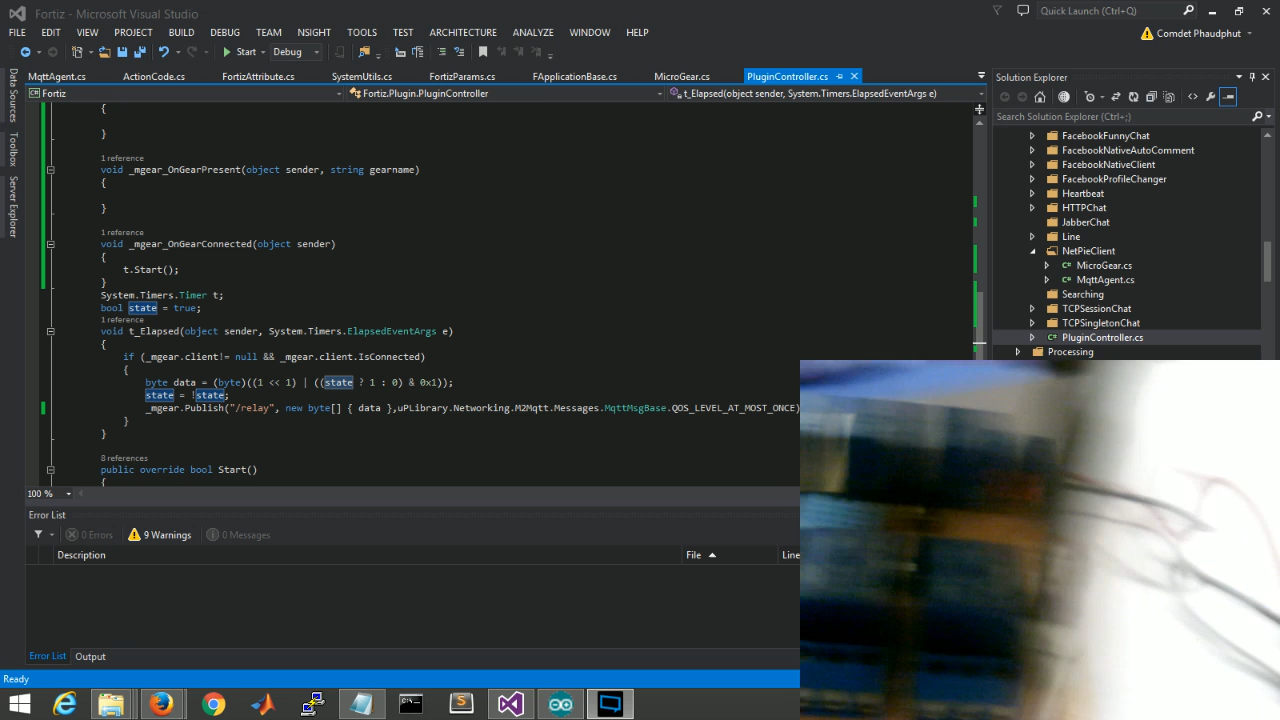 Fortiz - Microsoft Visual Studio
Quick Launch (Ctrl+Q)
FILE EDIT VIEW PROJECT BUILD DEBUG TEAM NSIGHT TOOLS TEST ARCHITECTURE ANALYZE WINDOW HELP
Comdet Phaudphut
Start Debug
MqttAgent.cs ActionCode.cs FortizAttribute.cs SystemUtils.cs FortizParams.cs FApplicationBase.cs MicroGear.cs PluginController.cs
Fortiz Fortiz.Plugin.PluginController t_Elapsed(object sender, System.Timers.ElapsedEventArgs e)
Data Sources
Toolbox
Server Explorer
{
}
1 reference
void _mgear_OnGearPresent(object sender, string gearname)
{
}
1 reference
void _mgear_OnGearConnected(object sender)
{
t.Start();
}
System.Timers.Timer t;
bool state = true;
1 reference
void t_Elapsed(object sender, System.Timers.ElapsedEventArgs e)
{
if (_mgear.client!= null && _mgear.client.IsConnected)
{
byte data = (byte)((1 << 1) | ((state ? 1 : 0) & 0x1));
state = !state;
_mgear.Publish("/relay", new byte[] { data },uPLibrary.Networking.M2Mqtt.Messages.MqttMsgBase.QOS_LEVEL_AT_MOST_ONCE)
}
}
8 references
public override bool Start()
{
100 %
Error List
0 Errors 9 Warnings 0 Messages
Description File Line
Error List Output
Ready
Solution Explorer
Search Solution Explorer (Ctrl+;)
FacebookFunnyChat
FacebookNativeAutoComment
FacebookNativeClient
FacebookProfileChanger
Heartbeat
HTTPChat
JabberChat
Line
NetPieClient
C# MicroGear.cs
C# MqttAgent.cs
Searching
TCPSessionChat
TCPSingletonChat
C# PluginController.cs
Processing